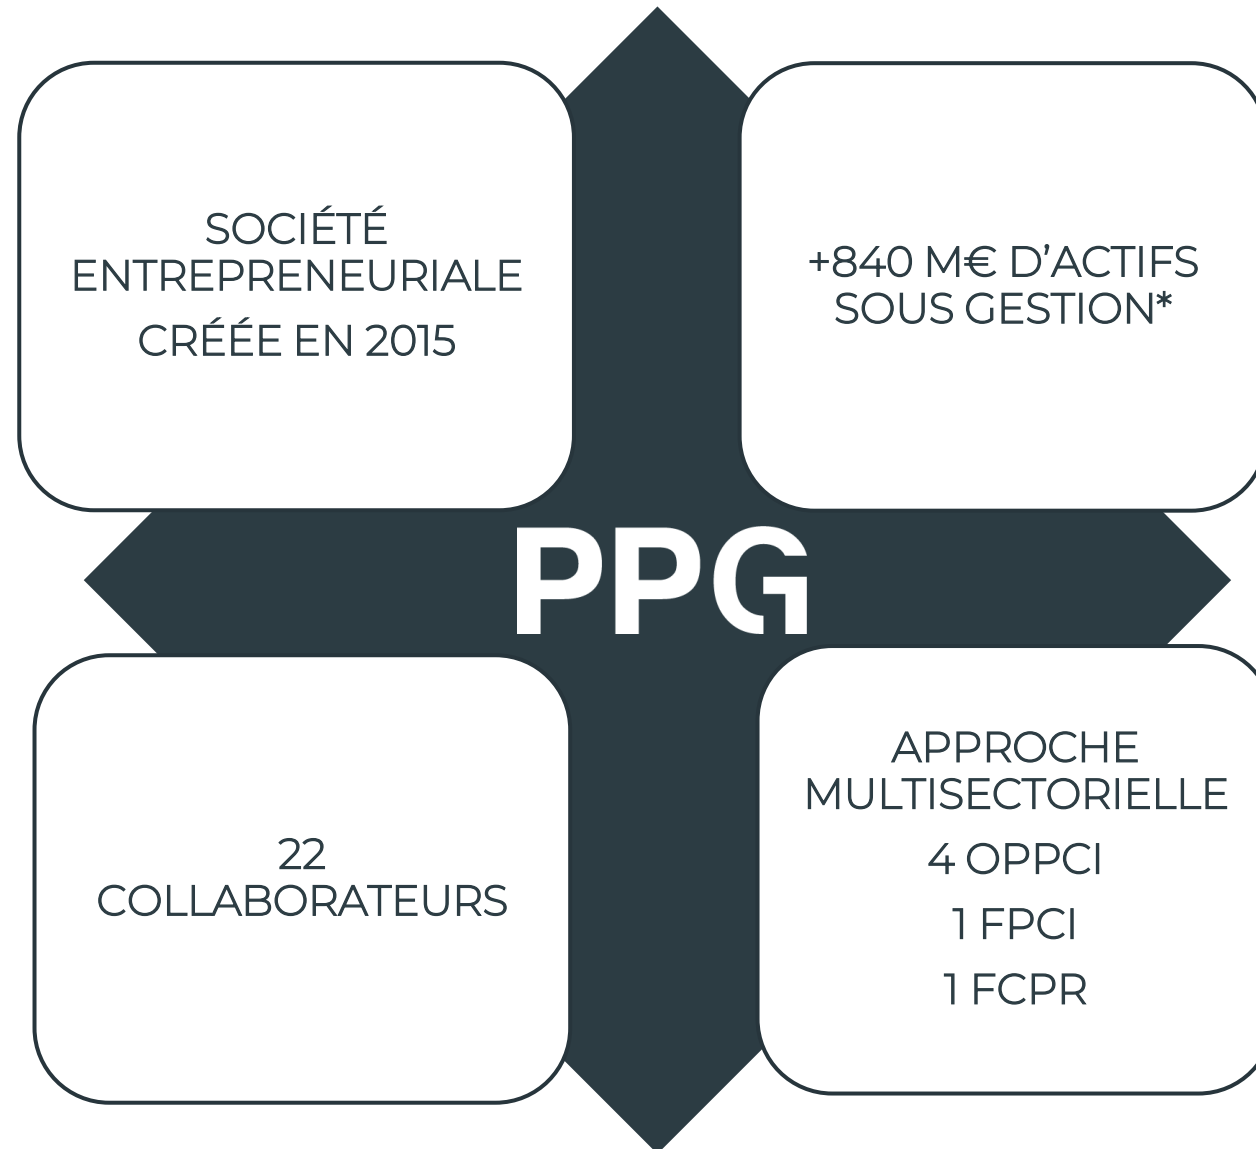 SOCIÉTÉ
ENTREPRENEURIALE
CRÉÉE EN 2015
+840 M€ D’ACTIFS
SOUS GESTION*
PPG
22
COLLABORATEURS
APPROCHE
MULTISECTORIELLE
4 OPPCI
1 FPCI
1 FCPR